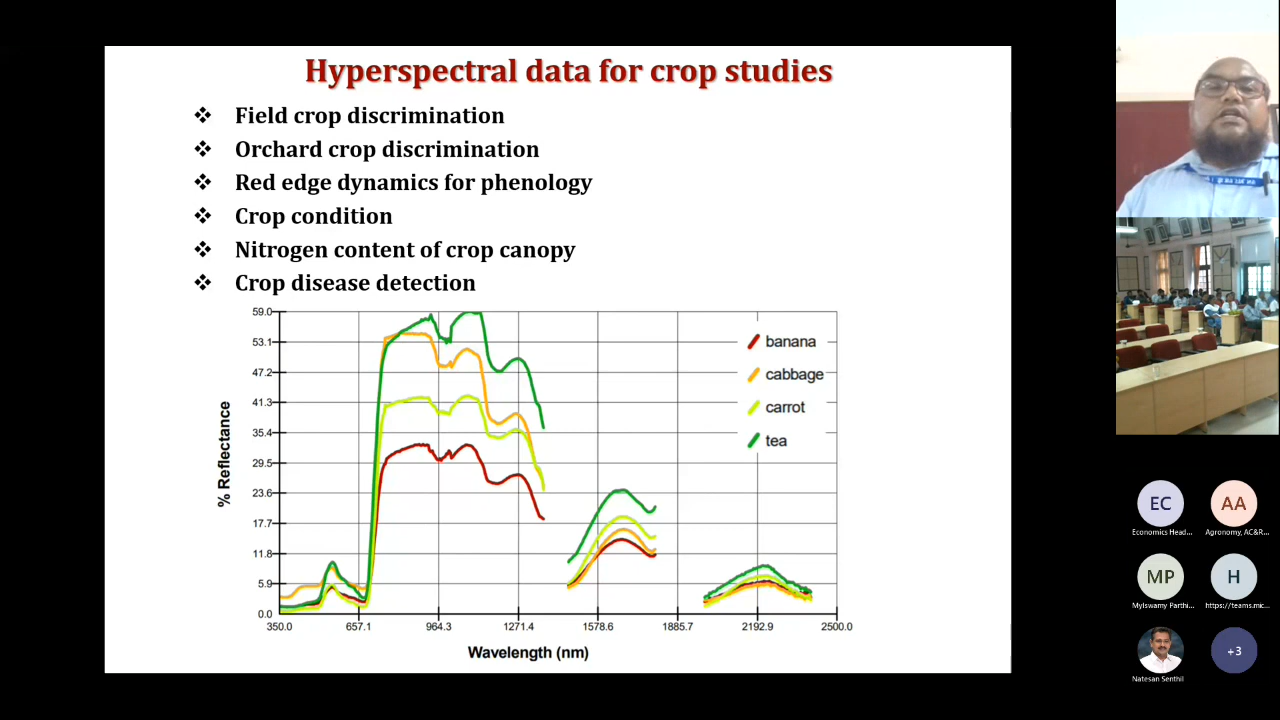 Hyperspectral data for crop studies
❖ Field crop discrimination
❖ Orchard crop discrimination
❖ Red edge dynamics for phenology
❖ Crop condition
❖ Nitrogen content of crop canopy
❖ Crop disease detection
59.0
53.1
47.2
41.3
35.4
29.5
23.6
17.7
11.8
5.9
0.0
% Reflectance
banana
cabbage
carrot
tea
350.0 657.1 964.3 1271.4 1578.6 1885.7 2192.9 2500.0
Wavelength (nm)
EC AA
Economics Head... Agronomy, AC&R...
MP H
Mylswamy Parthi... https://teams.mic...
+3
Natesan Senthil